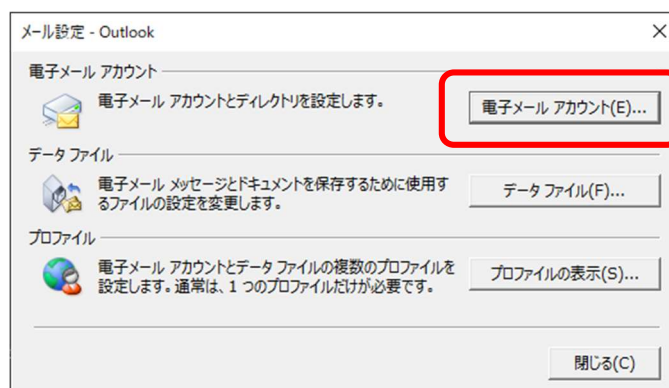 メール設定 - Outlook
電子メール アカウント
電子メール アカウントとディレクトリを設定します。
電子メール アカウント(E)...
データ ファイル
電子メール メッセージとドキュメントを保存するために使用す
るファイルの設定を変更します。
データ ファイル(F)...
プロファイル
電子メール アカウントとデータ ファイルの複数のプロファイルを
設定します。通常は、1 つのプロファイルだけが必要です。
プロファイルの表示(S)...
閉じる(C)